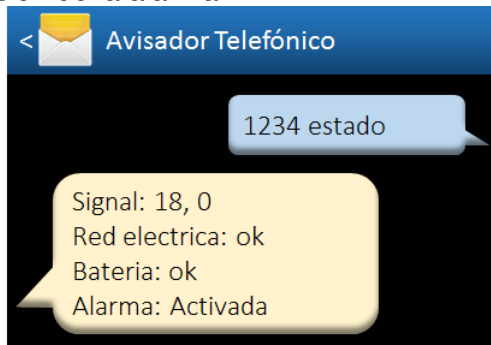 < Avisador Telefónico
1234 estado
Signal: 18, 0
Red electrica: ok
Bateria: ok
Alarma: Activada